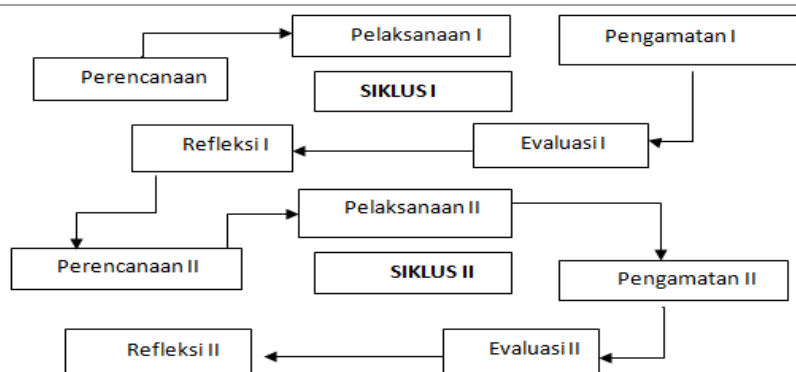 Pelaksanaan I
Pengamatan I
Perencanaan
SIKLUS I
Refleksi I
Evaluasi I
Pelaksanaan II
Perencanaan II
SIKLUS II
Pengamatan II
Refleksi II
Evaluasi II